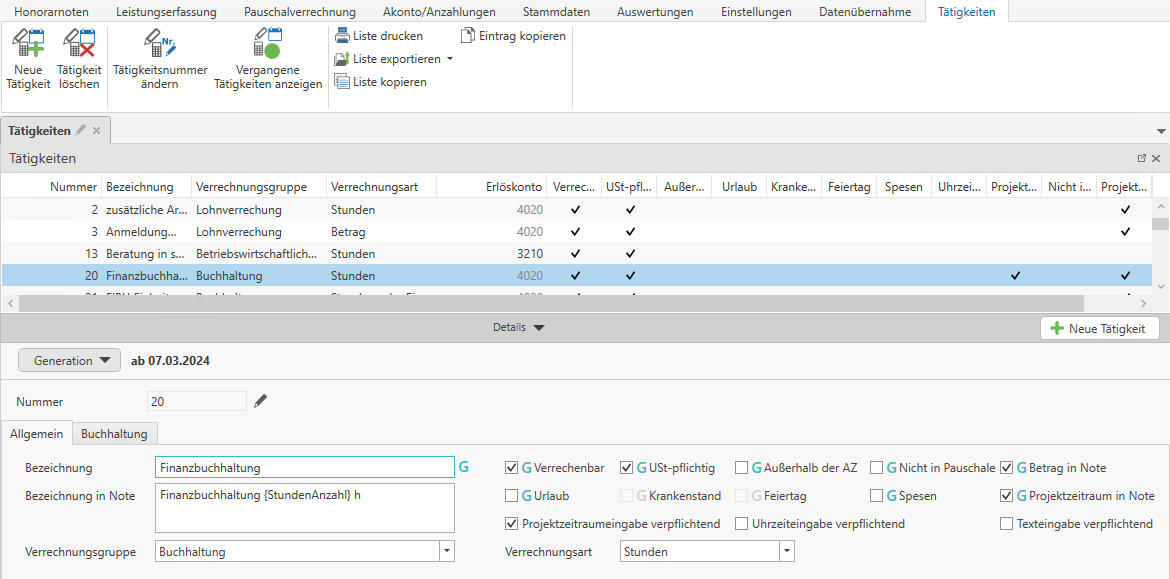 Honorarnoten Leistungserfassung Pauschalverrechnung Akonto/Anzahlungen Stammdaten Auswertungen Einstellungen Datenübernahme Tätigkeiten
Neue Tätigkeit
Tätigkeit löschen
Nr.
Tätigkeitsnummer ändern
Vergangene Tätigkeiten anzeigen
Liste drucken
Liste exportieren
Liste kopieren
Eintrag kopieren
Tätigkeiten
Tätigkeiten
Nummer Bezeichnung Verrechnungsgruppe Verrechnungsart Erlöskonto Verrec... USt-pfl... Außer... Urlaub Kranke... Feiertag Spesen Uhrzei... Projekt... Nicht i... Projekt...
2 zusätzliche Ar... Lohnverrechung Stunden 4020
3 Anmeldung... Lohnverrechung Betrag 4020
13 Beratung in s... Betriebswirtschaftlich... Stunden 3210
20 Finanzbuchha... Buchhaltung Stunden 4020
Details
Neue Tätigkeit
Generation ab 07.03.2024
Nummer 20
Allgemein Buchhaltung
Bezeichnung Finanzbuchhaltung G G Verrechenbar G USt-pflichtig G Außerhalb der AZ G Nicht in Pauschale G Betrag in Note
Bezeichnung in Note Finanzbuchhaltung {StundenAnzahl} h G Urlaub G Krankenstand G Feiertag G Spesen G Projektzeitraum in Note
Projektzeitraumeingabe verpflichtend Uhrzeiteingabe verpflichtend Texteingabe verpflichtend
Verrechnungsgruppe Buchhaltung Verrechnungsart Stunden